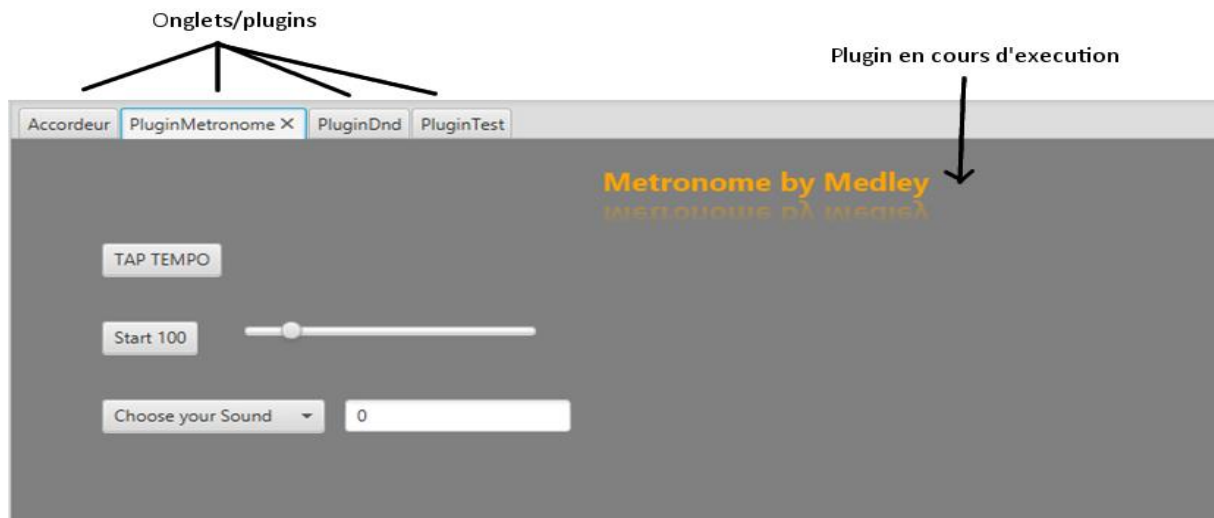 Onglets/plugins
Plugin en cours d'execution
Accordeur PluginMetronome ✕ PluginDnd PluginTest
Metronome by Medley
TAP TEMPO
Start 100
Choose your Sound 0